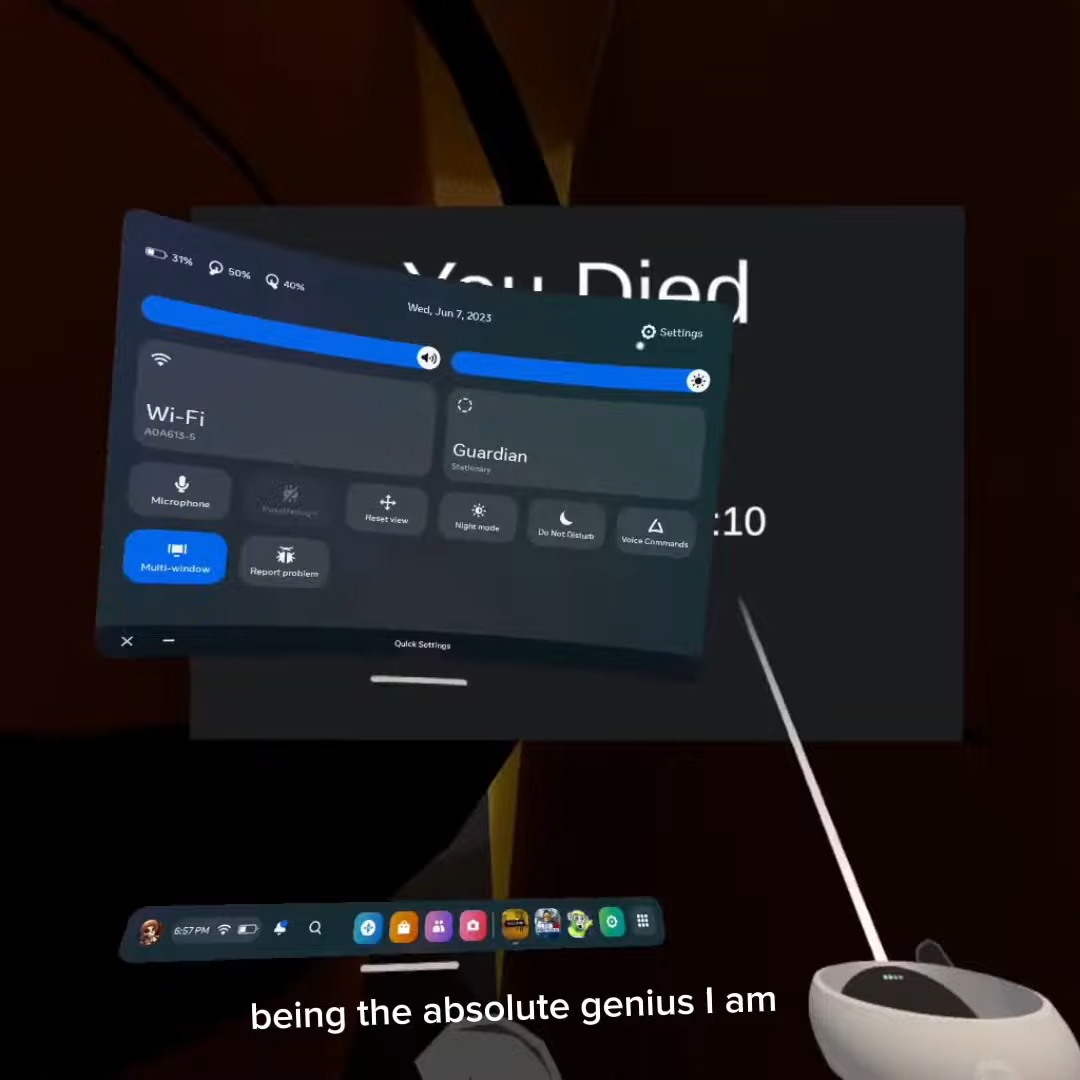 You Died
31%
50%
40%
Wed, Jun 7, 2023
Settings
Wi-Fi
A0A613-5
Guardian
Stationary
:10
Microphone
Reset view
Night mode
Do Not Disturb
Voice Commands
Multi-window
Report problem
Quick Settings
6:57 PM
being the absolute genius I am